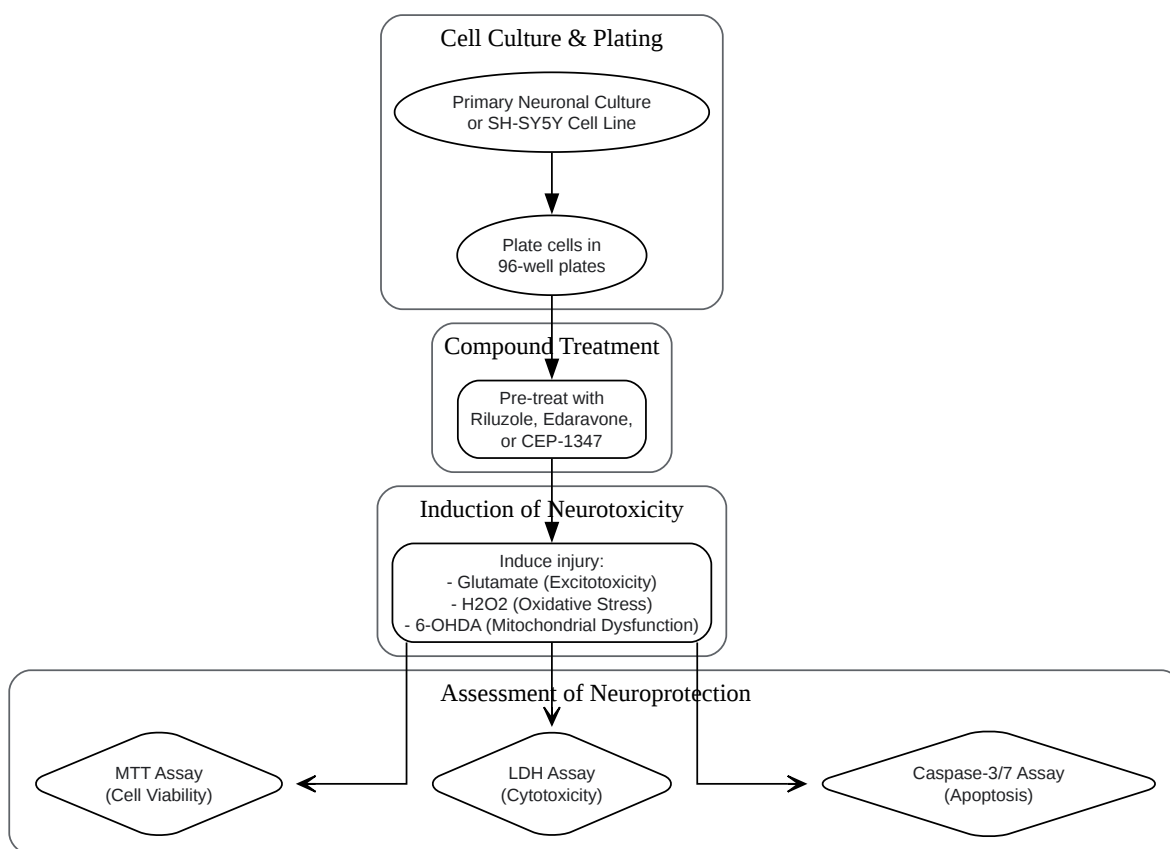 Cell Culture & Plating
Primary Neuronal Culture
or SH-SY5Y Cell Line
Plate cells in
96-well plates
Compound Treatment
Pre-treat with
Riluzole, Edaravone,
or CEP-1347
Induction of Neurotoxicity
Induce injury:
- Glutamate (Excitotoxicity)
- H2O2 (Oxidative Stress)
- 6-OHDA (Mitochondrial Dysfunction)
Assessment of Neuroprotection
MTT Assay
(Cell Viability)
LDH Assay
(Cytotoxicity)
Caspase-3/7 Assay
(Apoptosis)